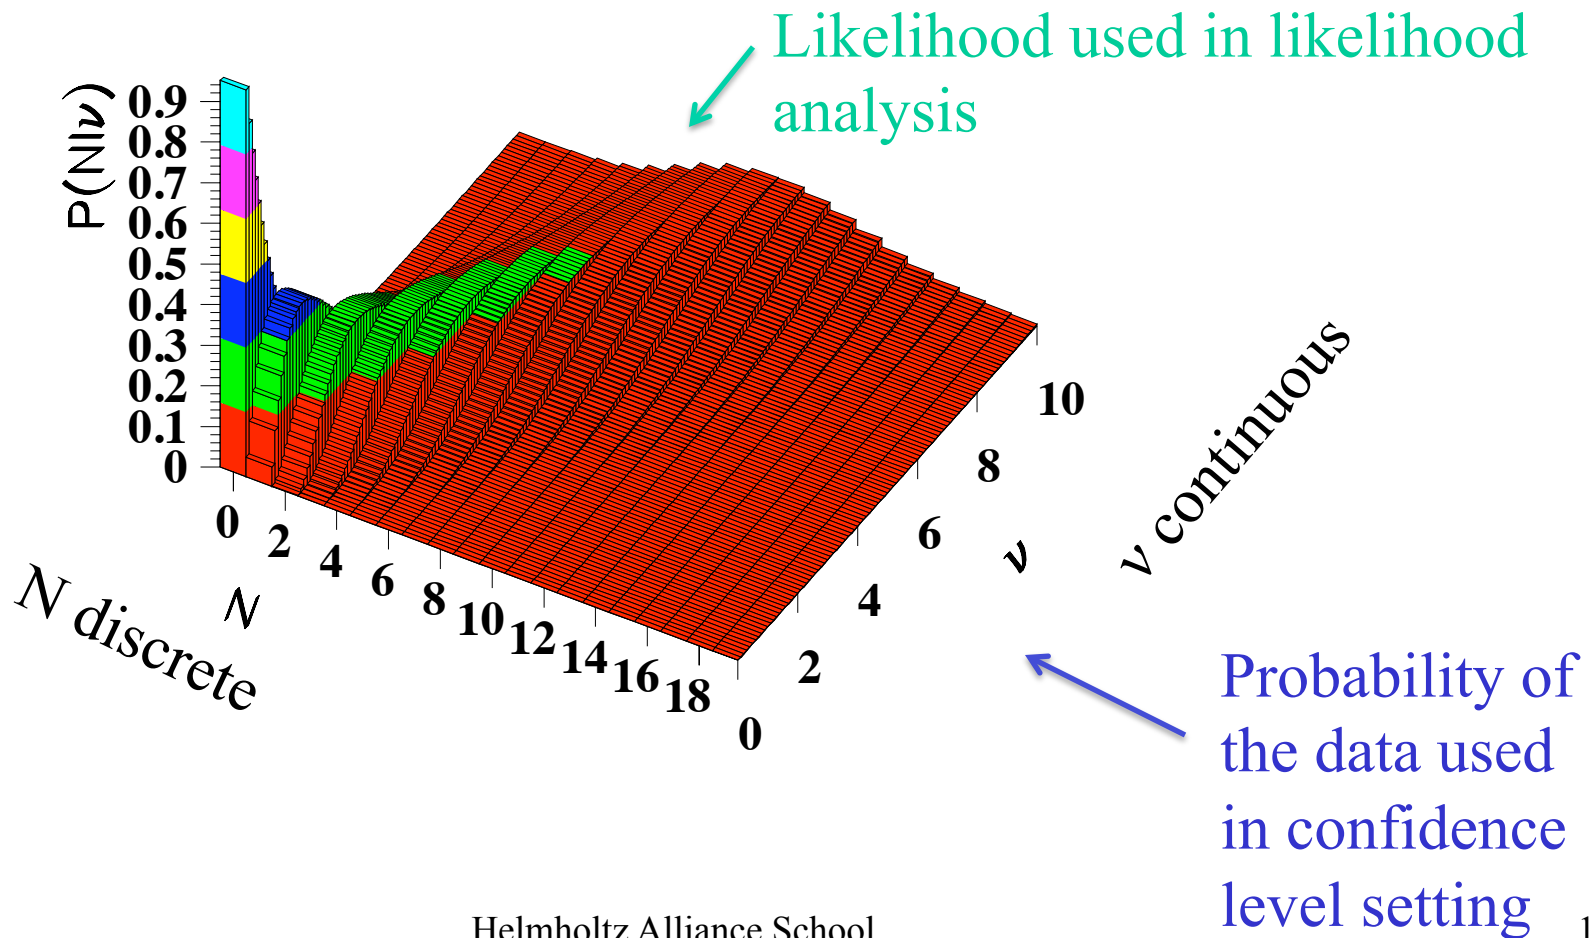 Likelihood used in likelihood
analysis
P(N|ν)
0.9
0.8
0.7
0.6
0.5
0.4
0.3
0.2
0.1
0
0
2
4
6
8
10
12
14
16
18
N
N discrete
0
2
4
6
8
10
ν
ν continuous
Probability of
the data used
in confidence
level setting
Helmholtz Alliance School
1